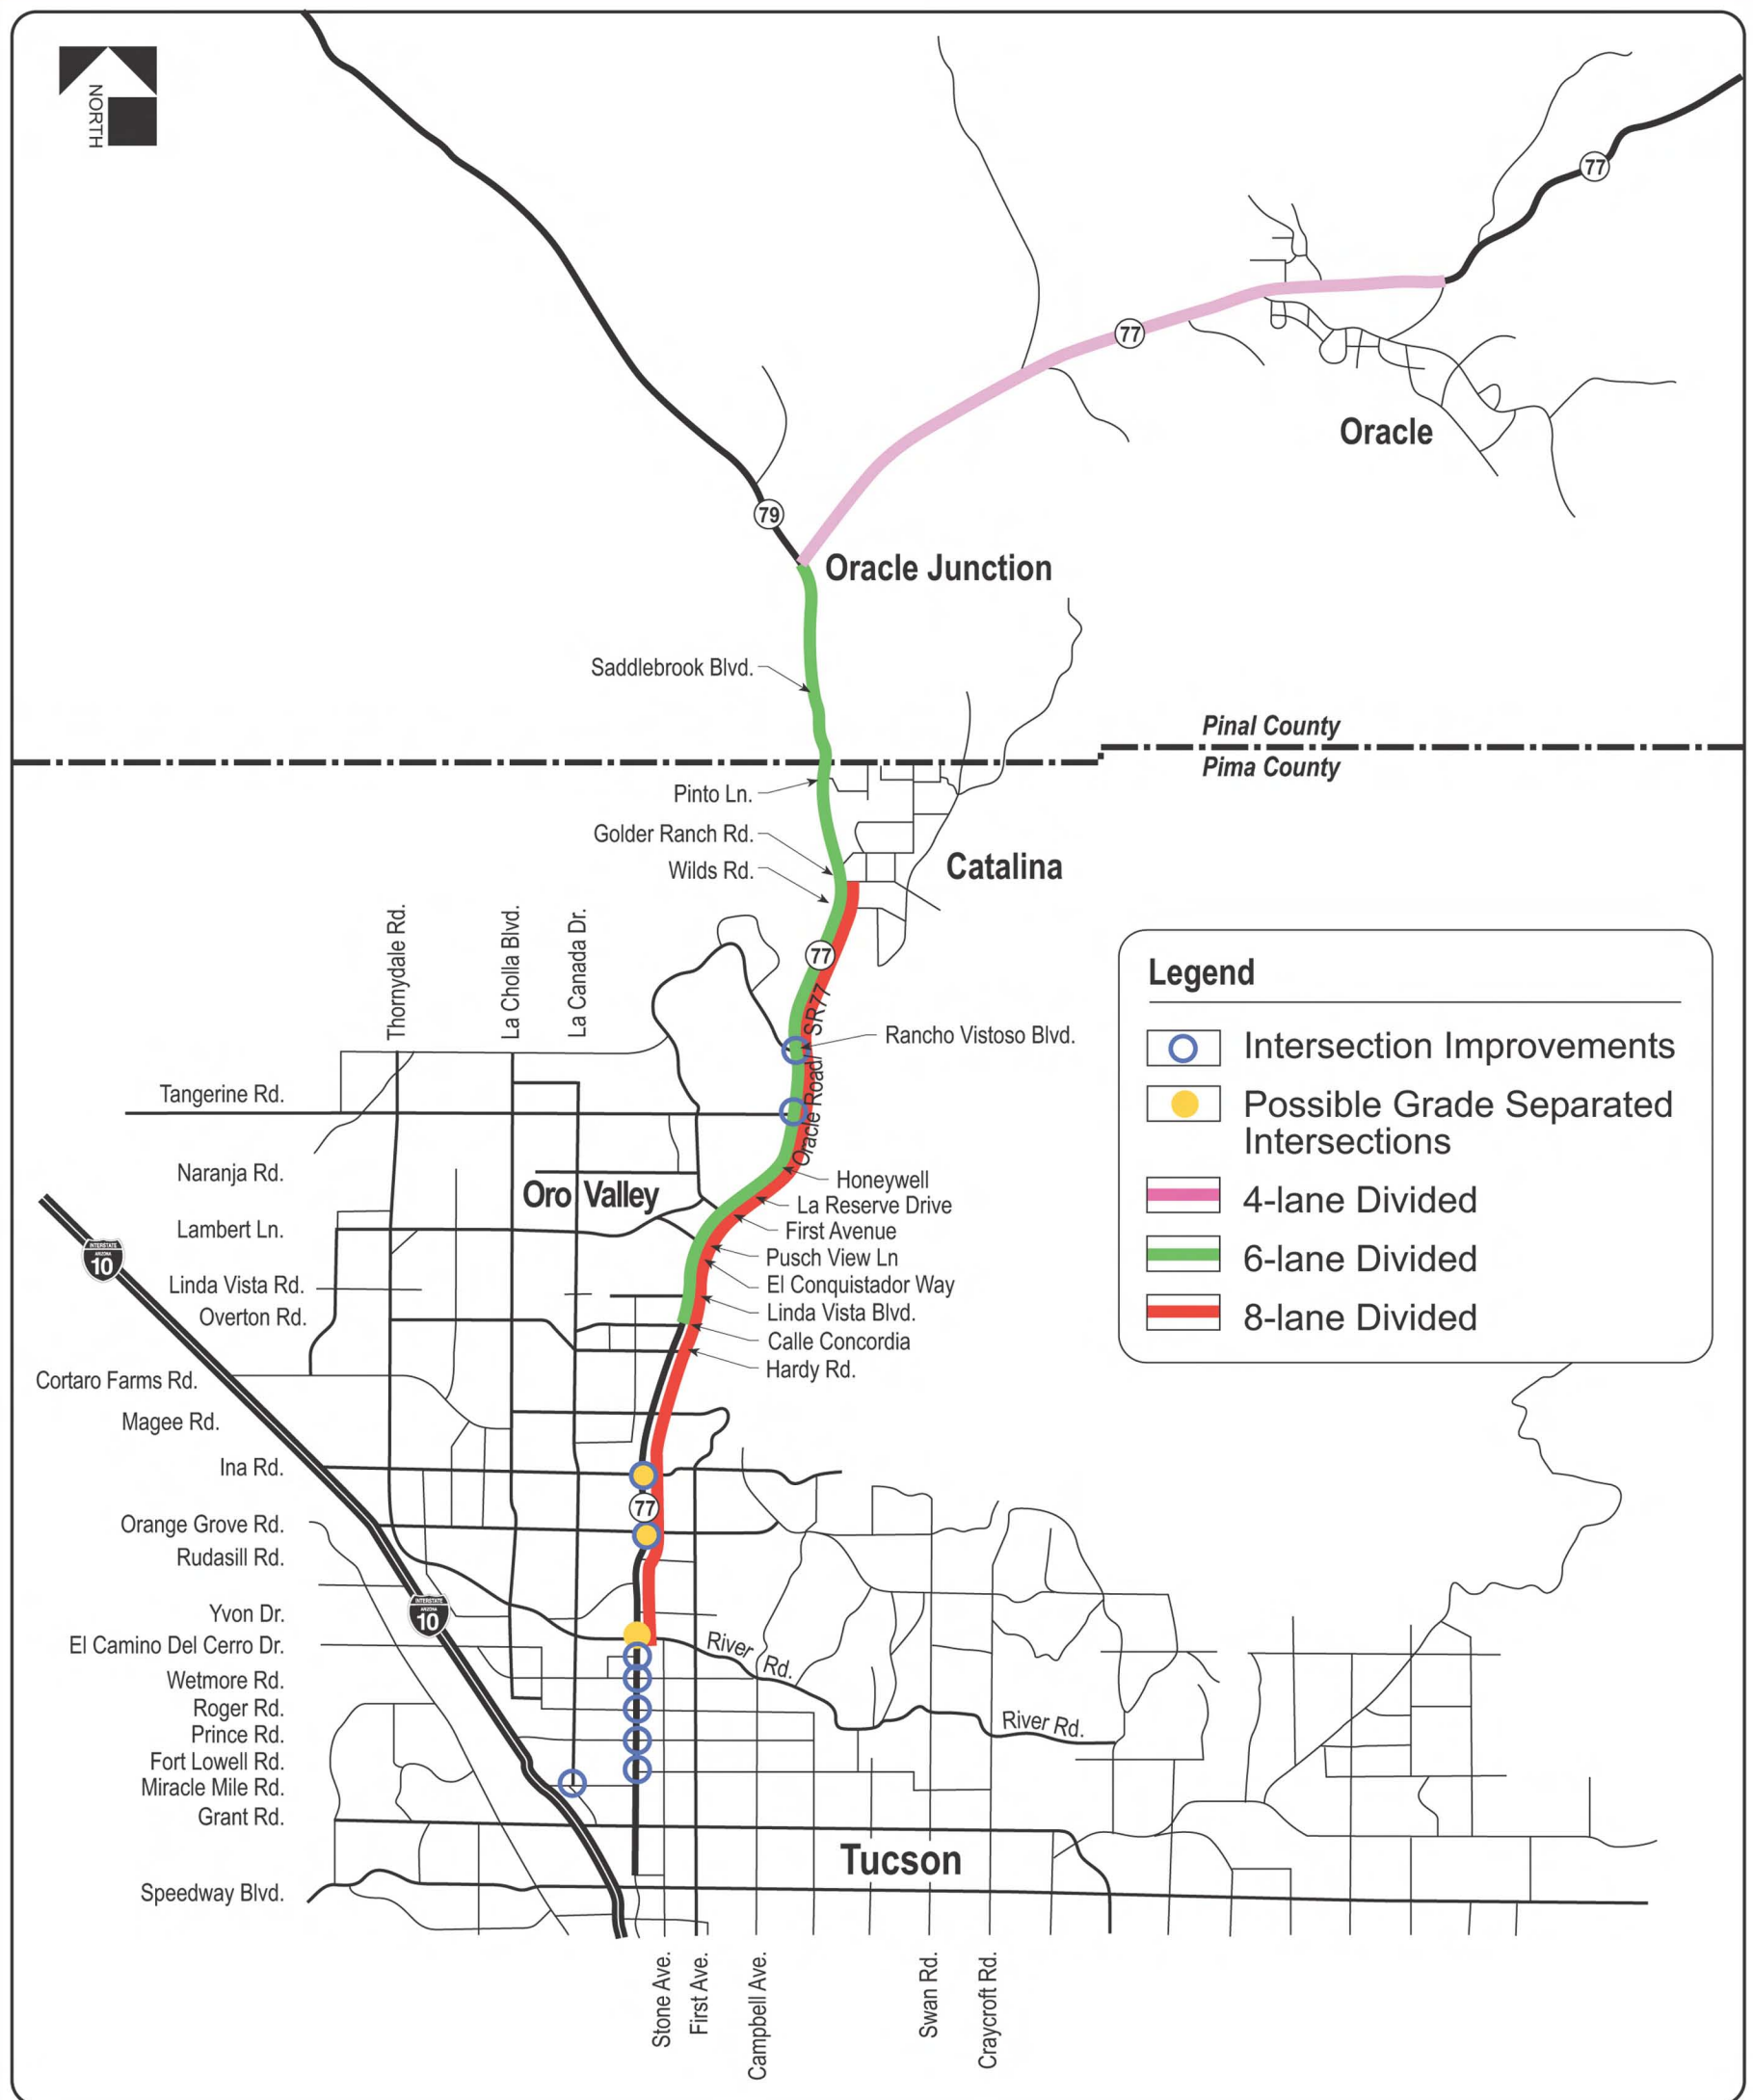 NORTH
77
77
Oracle
79
Oracle Junction
Saddlebrook Blvd.
Pinal County
Pima County
Pinto Ln.
Golder Ranch Rd.
Wilds Rd.
Catalina
Thornydale Rd.
La Cholla Blvd.
La Canada Dr.
77
Oracle Road/ SR77
Rancho Vistoso Blvd.
Legend
Intersection Improvements
Possible Grade Separated
Intersections
4-lane Divided
6-lane Divided
8-lane Divided
Tangerine Rd.
Naranja Rd.
Oro Valley
Honeywell
La Reserve Drive
First Avenue
Pusch View Ln
El Conquistador Way
Linda Vista Blvd.
Calle Concordia
Hardy Rd.
Lambert Ln.
INTERSTATE
ARIZONA
10
Linda Vista Rd.
Overton Rd.
Cortaro Farms Rd.
Magee Rd.
Ina Rd.
77
Orange Grove Rd.
Rudasill Rd.
INTERSTATE
ARIZONA
10
Yvon Dr.
El Camino Del Cerro Dr.
River Rd.
Wetmore Rd.
Roger Rd.
River Rd.
Prince Rd.
Fort Lowell Rd.
Miracle Mile Rd.
Grant Rd.
Tucson
Speedway Blvd.
Stone Ave.
First Ave.
Campbell Ave.
Swan Rd.
Craycroft Rd.